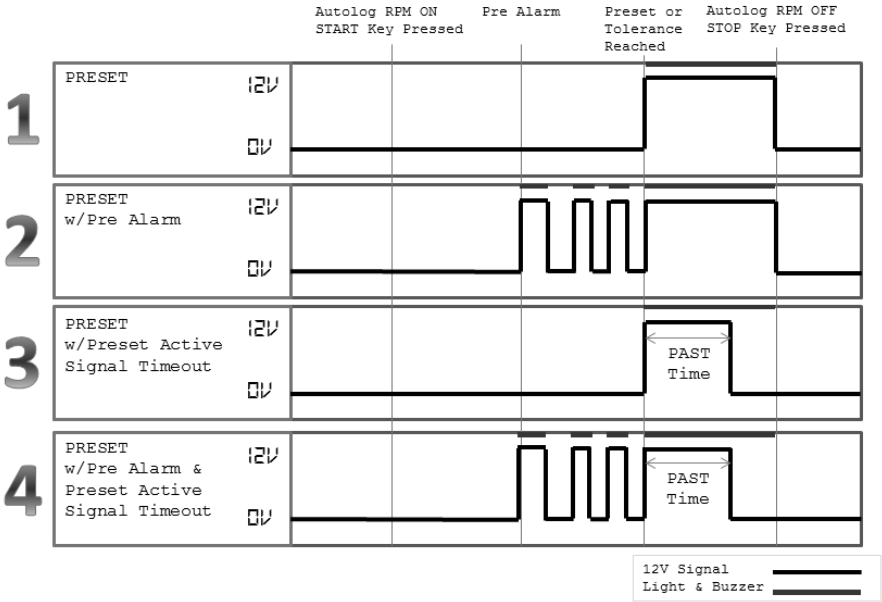 Autolog RPM ON
START Key Pressed
Pre Alarm
Preset or
Tolerance
Reached
Autolog RPM OFF
STOP Key Pressed
1
PRESET
12V
0V
2
PRESET
w/Pre Alarm
12V
0V
3
PRESET
w/Preset Active
Signal Timeout
12V
0V
PAST
Time
4
PRESET
w/Pre Alarm &
Preset Active
Signal Timeout
12V
0V
PAST
Time
12V Signal
Light & Buzzer